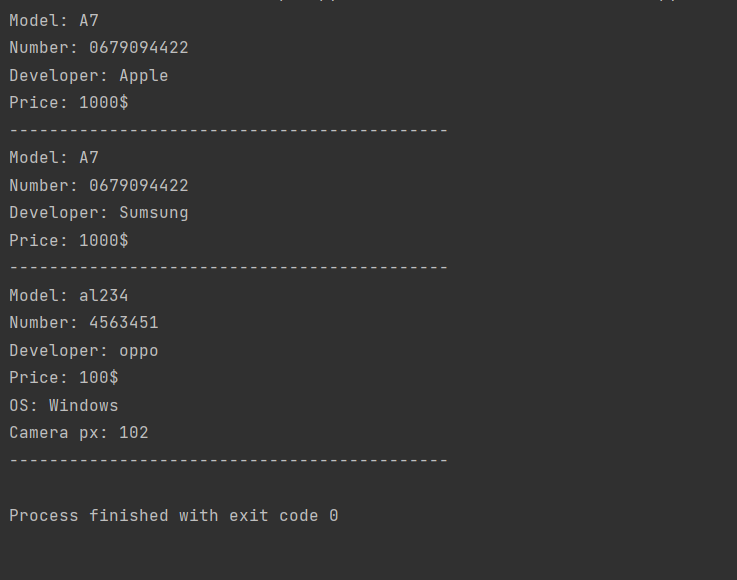 Model: A7
Number: 0679094422
Developer: Apple
Price: 1000$
--------------------------------------------
Model: A7
Number: 0679094422
Developer: Sumsung
Price: 1000$
--------------------------------------------
Model: al234
Number: 4563451
Developer: oppo
Price: 100$
OS: Windows
Camera px: 102
--------------------------------------------
Process finished with exit code 0